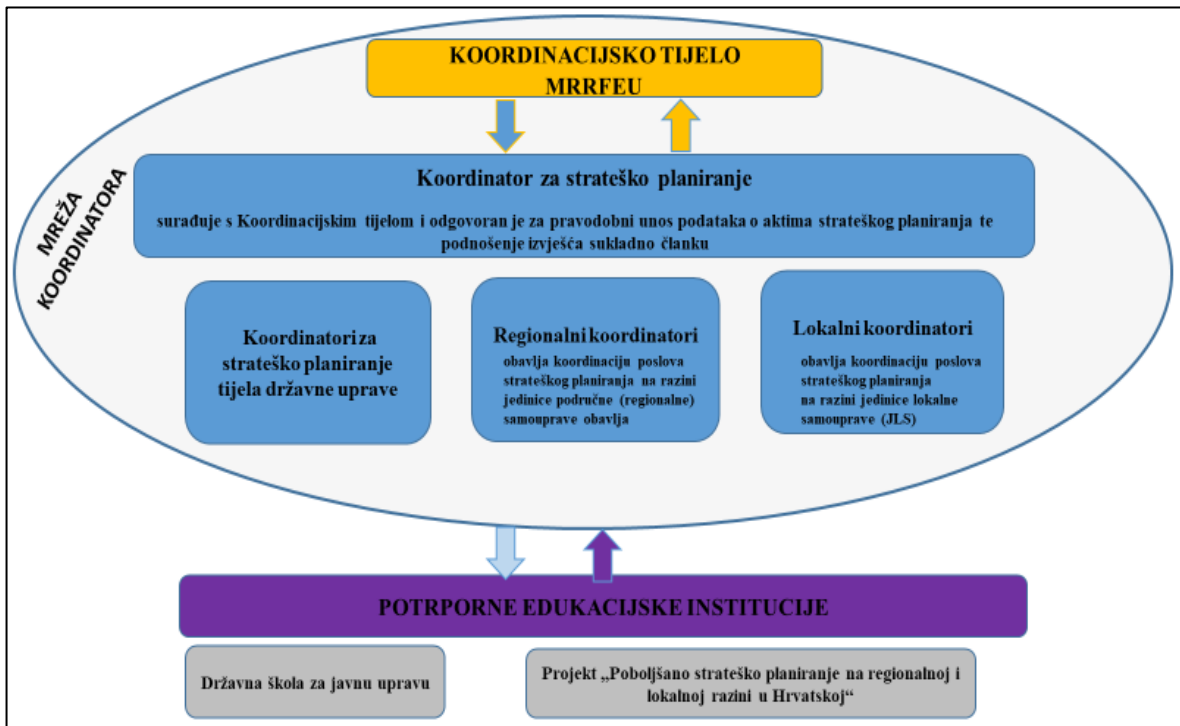 KOORDINACIJSKO TIJELO
MRRFEU
MREŽA
KOORDINATORA
Koordinator za strateško planiranje
surađuje s Koordinacijskim tijelom i odgovoran je za pravodobni unos podataka o aktima strateškog planiranja te
podnošenje izvješća sukladno članku
Koordinatori za
strateško planiranje
tijela državne uprave
Regionalni koordinatori
obavlja koordinaciju poslova
strateškog planiranja na razini
jedinice područne (regionalne)
samouprave obavlja
Lokalni koordinatori
obavlja koordinaciju poslova
strateškog planiranja
na razini jedinice lokalne
samouprave (JLS)
POTRPORNE EDUKACIJSKE INSTITUCIJE
Državna škola za javnu upravu
Projekt „Poboljšano strateško planiranje na regionalnoj i
lokalnoj razini u Hrvatskoj“